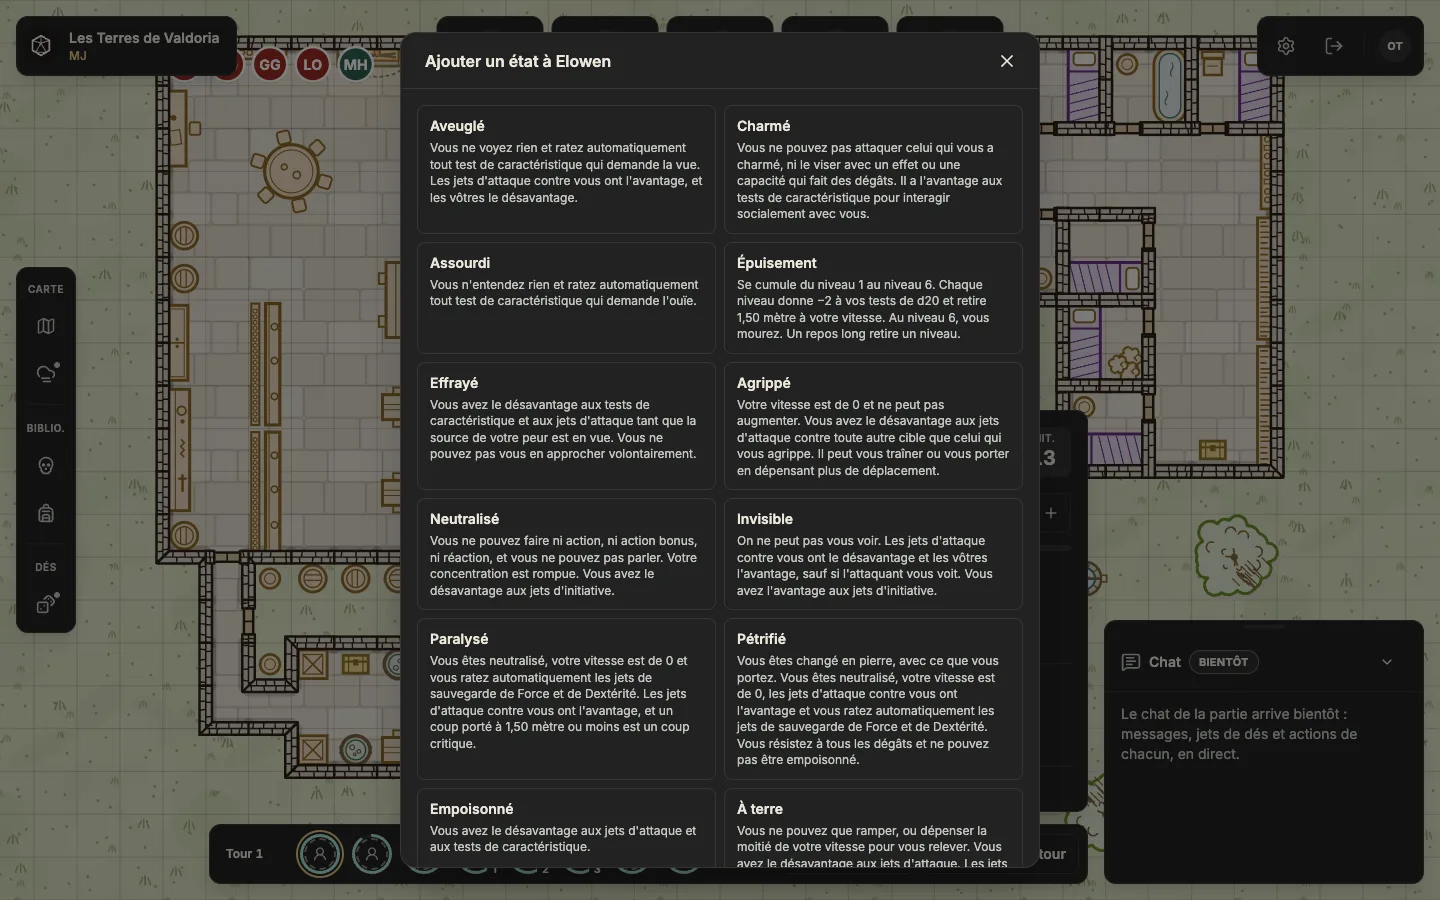 Les Terres de Valdoria
MJ
GG
LO
MH
OT
CARTE
BIBLIO.
DÉS
Ajouter un état à Elowen
Aveuglé
Vous ne voyez rien et ratez automatiquement
tout test de caractéristique qui demande la vue.
Les jets d'attaque contre vous ont l'avantage, et
les vôtres le désavantage.
Charmé
Vous ne pouvez pas attaquer celui qui vous a
charmé, ni le viser avec un effet ou une
capacité qui fait des dégâts. Il a l'avantage aux
tests de caractéristique pour interagir
socialement avec vous.
Assourdi
Vous n'entendez rien et ratez automatiquement
tout test de caractéristique qui demande l'ouïe.
Épuisement
Se cumule du niveau 1 au niveau 6. Chaque
niveau donne −2 à vos tests de d20 et retire
1,50 mètre à votre vitesse. Au niveau 6, vous
mourez. Un repos long retire un niveau.
Effrayé
Vous avez le désavantage aux tests de
caractéristique et aux jets d'attaque tant que la
source de votre peur est en vue. Vous ne
pouvez pas vous en approcher volontairement.
Agrippé
Votre vitesse est de 0 et ne peut pas
augmenter. Vous avez le désavantage aux jets
d'attaque contre toute autre cible que celui qui
vous agrippe. Il peut vous traîner ou vous porter
en dépensant plus de déplacement.
Neutralisé
Vous ne pouvez faire ni action, ni action bonus,
ni réaction, et vous ne pouvez pas parler. Votre
concentration est rompue. Vous avez le
désavantage aux jets d'initiative.
Invisible
On ne peut pas vous voir. Les jets d'attaque
contre vous ont le désavantage et les vôtres
l'avantage, sauf si l'attaquant vous voit. Vous
avez l'avantage aux jets d'initiative.
Paralysé
Vous êtes neutralisé, votre vitesse est de 0 et
vous ratez automatiquement les jets de
sauvegarde de Force et de Dextérité. Les jets
d'attaque contre vous ont l'avantage, et un
coup porté à 1,50 mètre ou moins est un coup
critique.
Pétrifié
Vous êtes changé en pierre, avec ce que vous
portez. Vous êtes neutralisé, votre vitesse est
de 0, les jets d'attaque contre vous ont
l'avantage et vous ratez automatiquement les
jets de sauvegarde de Force et de Dextérité.
Vous résistez à tous les dégâts et ne pouvez
pas être empoisonné.
Empoisonné
Vous avez le désavantage aux jets d'attaque et
aux tests de caractéristique.
À terre
Vous ne pouvez que ramper, ou dépenser la
moitié de votre vitesse pour vous relever. Vous
avez le désavantage aux jets d'attaque. Les jets
Chat BIENTÔT
Le chat de la partie arrive bientôt :
messages, jets de dés et actions de
chacun, en direct.
Tour 1
1
2
3
tour